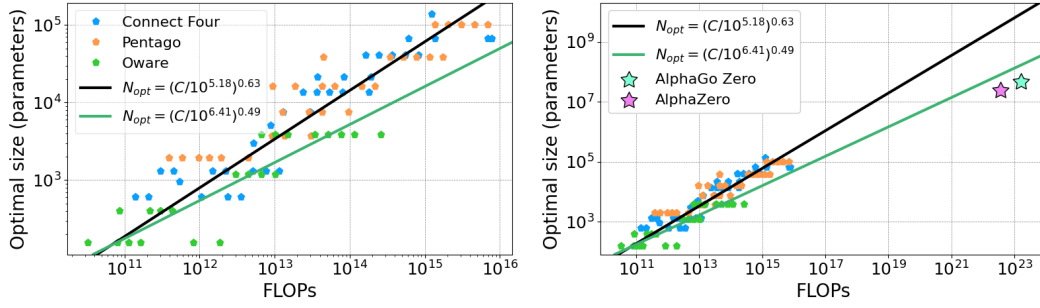 Optimal size (parameters)
10^5
10^4
10^3
Connect Four
Pentago
Oware
N_opt = (C/10^5.18)^0.63
N_opt = (C/10^6.41)^0.49
10^11 10^12 10^13 10^14 10^15 10^16
FLOPs
Optimal size (parameters)
10^9
10^7
10^5
10^3
N_opt = (C/10^5.18)^0.63
N_opt = (C/10^6.41)^0.49
AlphaGo Zero
AlphaZero
10^11 10^13 10^15 10^17 10^19 10^21 10^23
FLOPs